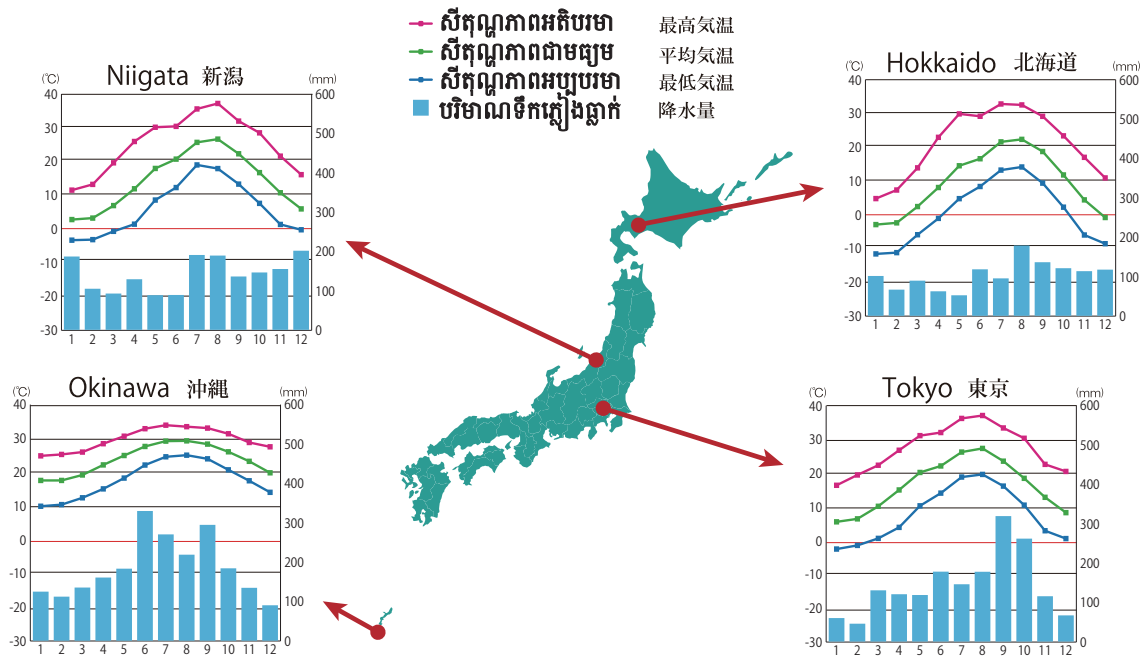 សីតុណ្ហភាពអតិបរមា 最高気温
សីតុណ្ហភាពជាមធ្យម 平均気温
សីតុណ្ហភាពអប្បបរមា 最低気温
បរិមាណទឹកភ្លៀងធ្លាក់ 降水量
Niigata 新潟
(℃) (mm)
40 600
30 500
20 400
10 300
0 200
-10 100
-20
-30 0
1 2 3 4 5 6 7 8 9 10 11 12
Hokkaido 北海道
(℃) (mm)
40 600
30 500
20 400
10 300
0 200
-10 100
-20
-30 0
1 2 3 4 5 6 7 8 9 10 11 12
Okinawa 沖縄
(℃) (mm)
40 600
30 500
20 400
10 300
0 200
-10 100
-20
-30 0
1 2 3 4 5 6 7 8 9 10 11 12
Tokyo 東京
(℃) (mm)
40 600
30 500
20 400
10 300
0 200
-10 100
-20
-30 0
1 2 3 4 5 6 7 8 9 10 11 12